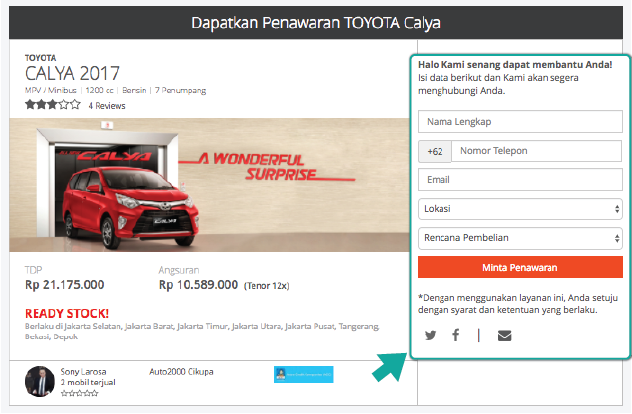 Dapatkan Penawaran TOYOTA Calya
TOYOTA
CALYA 2017
MPV / Minibus | 1200 cc | Bensin | 7 Penumpang
4 Reviews
CALYA
A WONDERFUL
SURPRISE
CALYA
TDP
Angsuran
Rp 21.175.000
Rp 10.589.000 (Tenor 12x)
READY STOCK!
Berlaku di Jakarta Selatan, Jakarta Barat, Jakarta Timur, Jakarta Utara, Jakarta Pusat, Tangerang,
Bekasi, Depok
Sony Larosa
2 mobil terjual
Auto2000 Cikupa
Halo Kami senang dapat membantu Anda!
Isi data berikut dan Kami akan segera
menghubungi Anda.
Nama Lengkap
+62 Nomor Telepon
Email
Lokasi
Rencana Pembelian
Minta Penawaran
*Dengan menggunakan layanan ini, Anda setuju
dengan syarat dan ketentuan yang berlaku.